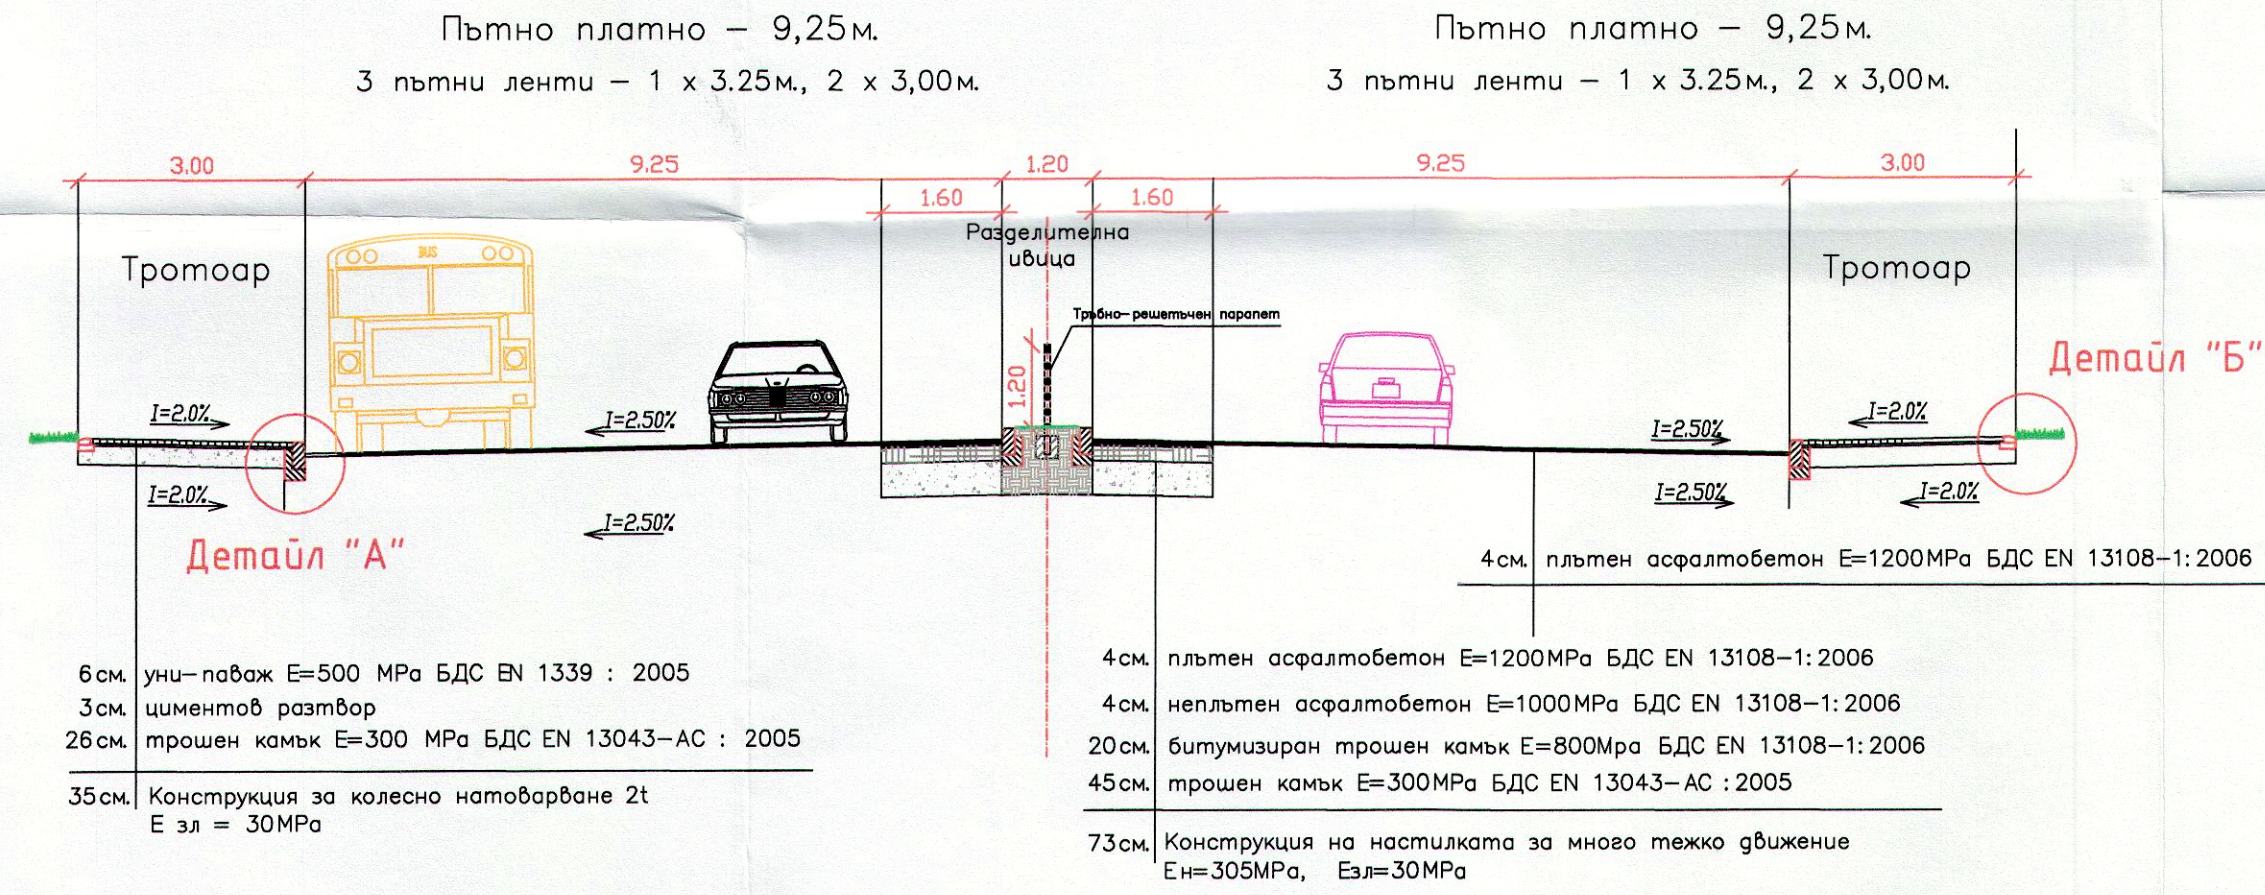 Пътно платно – 9,25м.
3 пътни ленти – 1 x 3.25м., 2 x 3,00м.
Пътно платно – 9,25м.
3 пътни ленти – 1 x 3.25м., 2 x 3,00м.
3.00
9.25
1.20
9.25
3.00
1.60
1.60
Разделителна
ивица
Тротоар
BUS
Тротоар
Тръбно-решетъчен парапет
1.20
Детайл "Б"
I=2.0%
I=2.50%
I=2.50%
I=2.0%
I=2.0%
I=2.50%
I=2.50%
I=2.0%
Детайл "А"
4см. плътен асфалтобетон E=1200MPa БДС EN 13108-1:2006
6см. уни-паваж E=500 MPa БДС EN 1339 : 2005
3см. циментов разтвор
26см. трошен камък E=300 MPa БДС EN 13043-AC : 2005
35см. Конструкция за колесно натоварване 2t
E зл = 30MPa
4см. плътен асфалтобетон E=1200MPa БДС EN 13108-1:2006
4см. неплътен асфалтобетон E=1000MPa БДС EN 13108-1:2006
20см. битумизиран трошен камък E=800Mpa БДС EN 13108-1:2006
45см. трошен камък E=300MPa БДС EN 13043-AC :2005
73см. Конструкция на настилката за много тежко движение
Ен=305MPa, Езл=30MPa